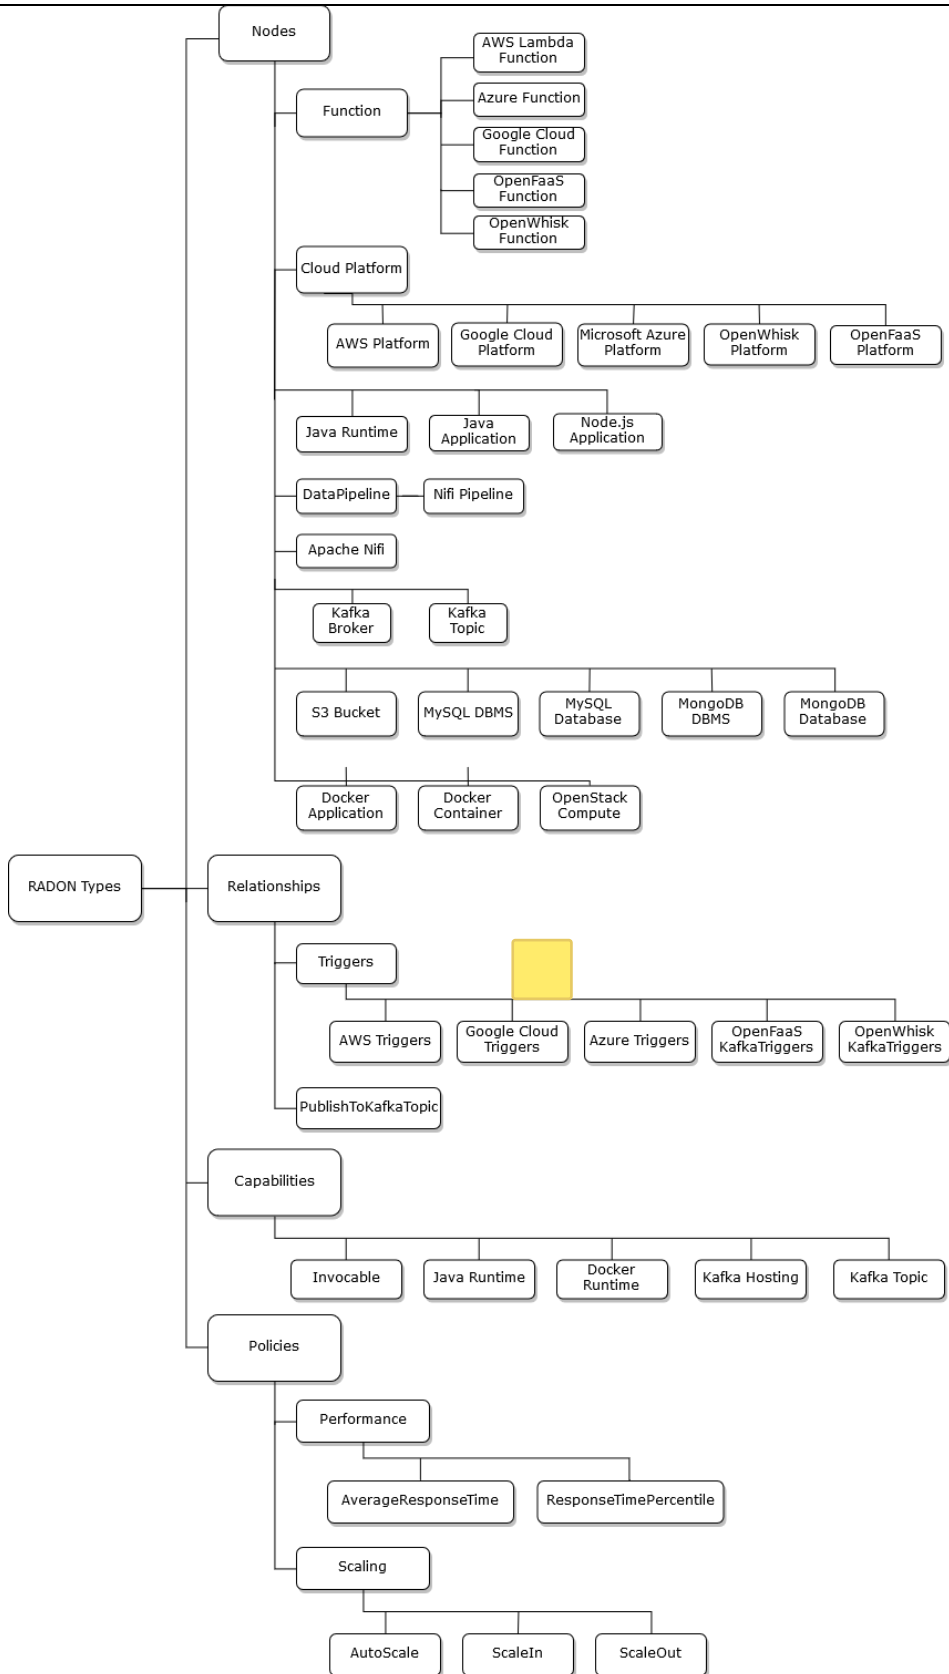 Nodes
AWS Lambda
Function
Function
Azure Function
Google Cloud
Function
OpenFaaS
Function
OpenWhisk
Function
Cloud Platform
AWS Platform
Google Cloud
Platform
Microsoft Azure
Platform
OpenWhisk
Platform
OpenFaaS
Platform
Java Runtime
Java
Application
Node.js
Application
DataPipeline
Nifi Pipeline
Apache Nifi
Kafka
Broker
Kafka
Topic
S3 Bucket
MySQL DBMS
MySQL
Database
MongoDB
DBMS
MongoDB
Database
Docker
Application
Docker
Container
OpenStack
Compute
RADON Types
Relationships
Triggers
AWS Triggers
Google Cloud
Triggers
Azure Triggers
OpenFaaS
KafkaTriggers
OpenWhisk
KafkaTriggers
PublishToKafkaTopic
Capabilities
Invocable
Java Runtime
Docker
Runtime
Kafka Hosting
Kafka Topic
Policies
Performance
AverageResponseTime
ResponseTimePercentile
Scaling
AutoScale
ScaleIn
ScaleOut